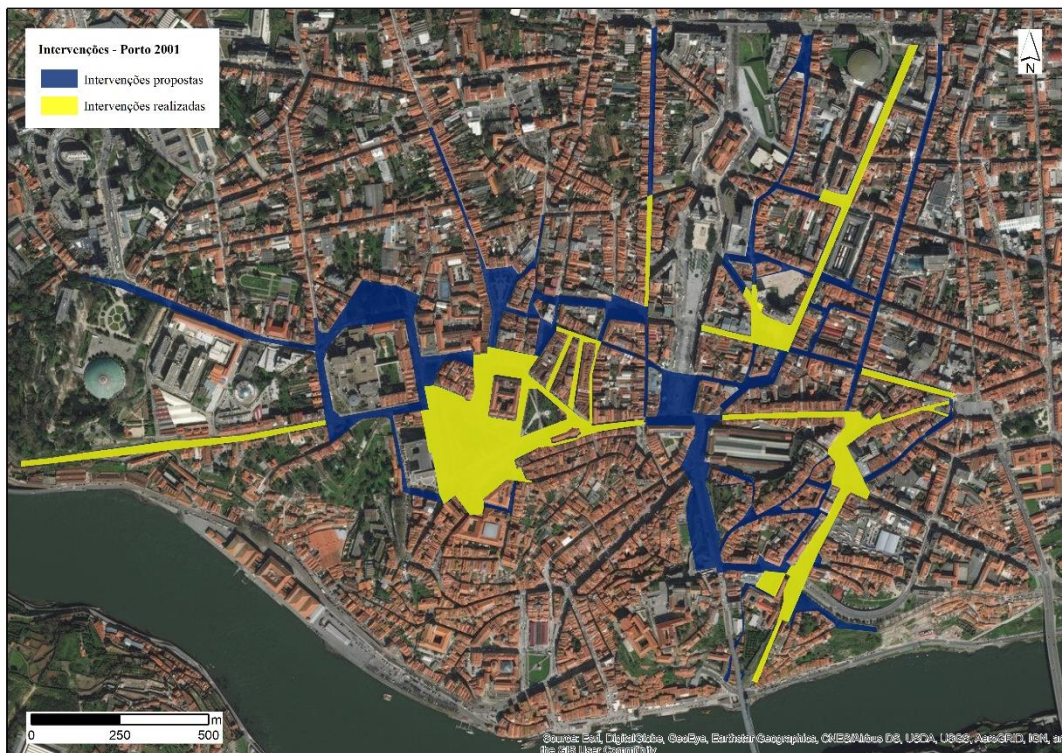 Intervenções - Porto 2001
Intervenções propostas
Intervenções realizadas
N
0 250 500 m
Source: Esri, DigitalGlobe, GeoEye, Earthstar Geographics, CNES/Airbus DS, USDA, USGS, AeroGRID, IGN, and
the GIS User Community